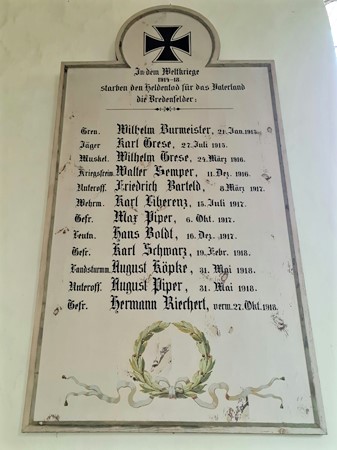 In dem Weltkriege
1914-18
starben den Heldentod für das Vaterland
die Bredenfelder:
Gren. Wilhelm Burmeister, 21. Jan. 1915.
Jäger Karl Grese, 27. Juli 1915.
Musket. Wilhelm Grese, 24. März 1916.
Kriegsfreiw. Walter Semper, 11. Dez. 1916.
Unteroff. Friedrich Barteld, 8. März 1917.
Wehrm. Karl Liherenz, 15. Juli 1917.
Gefr. Max Piper, 6. Okt. 1917.
Leutn. Hans Boldt, 16. Dez. 1917.
Gefr. Karl Schwarz, 19. Febr. 1918.
Landsturmm. August Köpke, 31. Mai 1918.
Unteroff. August Piper, 31. Mai 1918.
Gefr. Hermann Riechert, verm. 27. Okt. 1918.